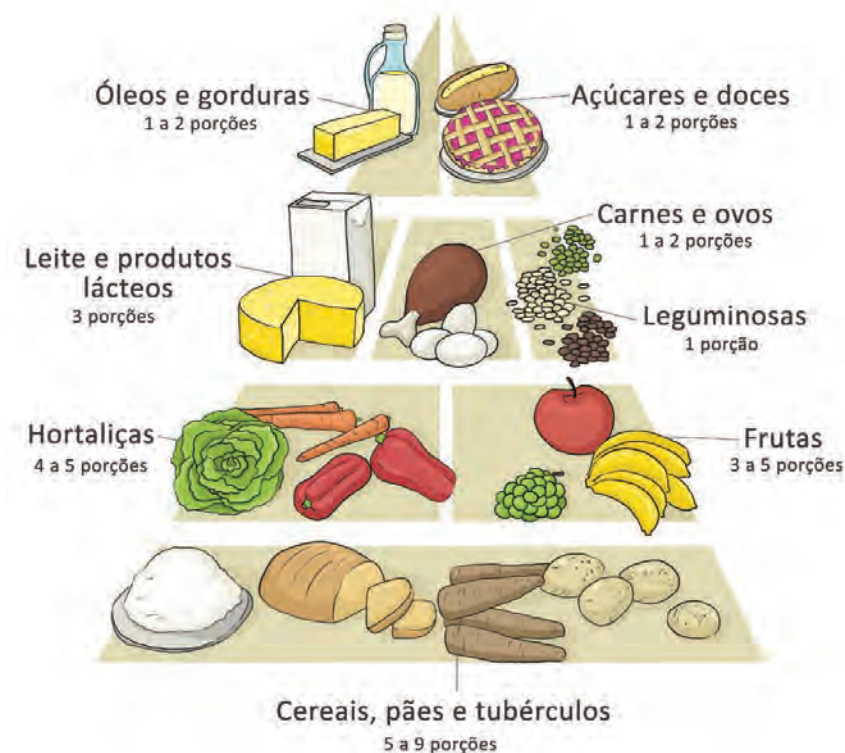 Óleos e gorduras
1 a 2 porções
Açúcares e doces
1 a 2 porções
Carnes e ovos
1 a 2 porções
Leite e produtos
lácteos
3 porções
Leguminosas
1 porção
Hortaliças
4 a 5 porções
Frutas
3 a 5 porções
Cereais, pães e tubérculos
5 a 9 porções